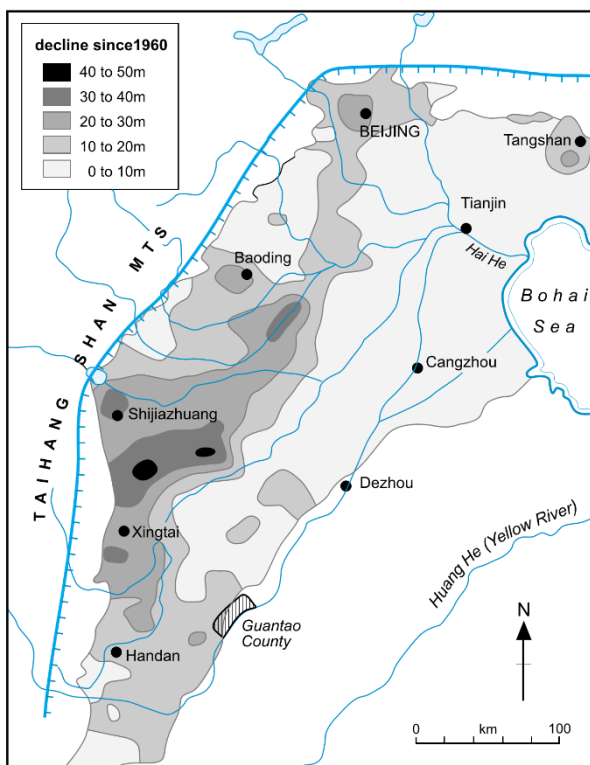 decline since1960
40 to 50m
30 to 40m
20 to 30m
10 to 20m
0 to 10m
BEIJING
Tangshan
Tianjin
Hai He
Baoding
Bohai
Sea
TAIHANG SHAN MTS
Cangzhou
Shijiazhuang
Dezhou
Xingtai
Huang He (Yellow River)
Guantao
County
Handan
N
0 km 100